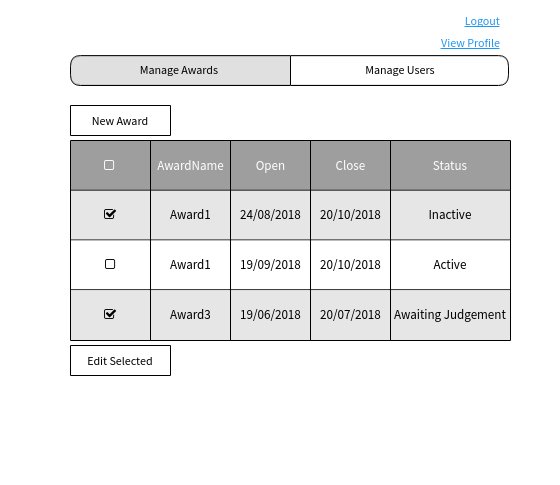 Logout
View Profile
Manage Awards Manage Users
New Award
AwardName Open Close Status
Award1 24/08/2018 20/10/2018 Inactive
Award1 19/09/2018 20/10/2018 Active
Award3 19/06/2018 20/07/2018 Awaiting Judgement
Edit Selected